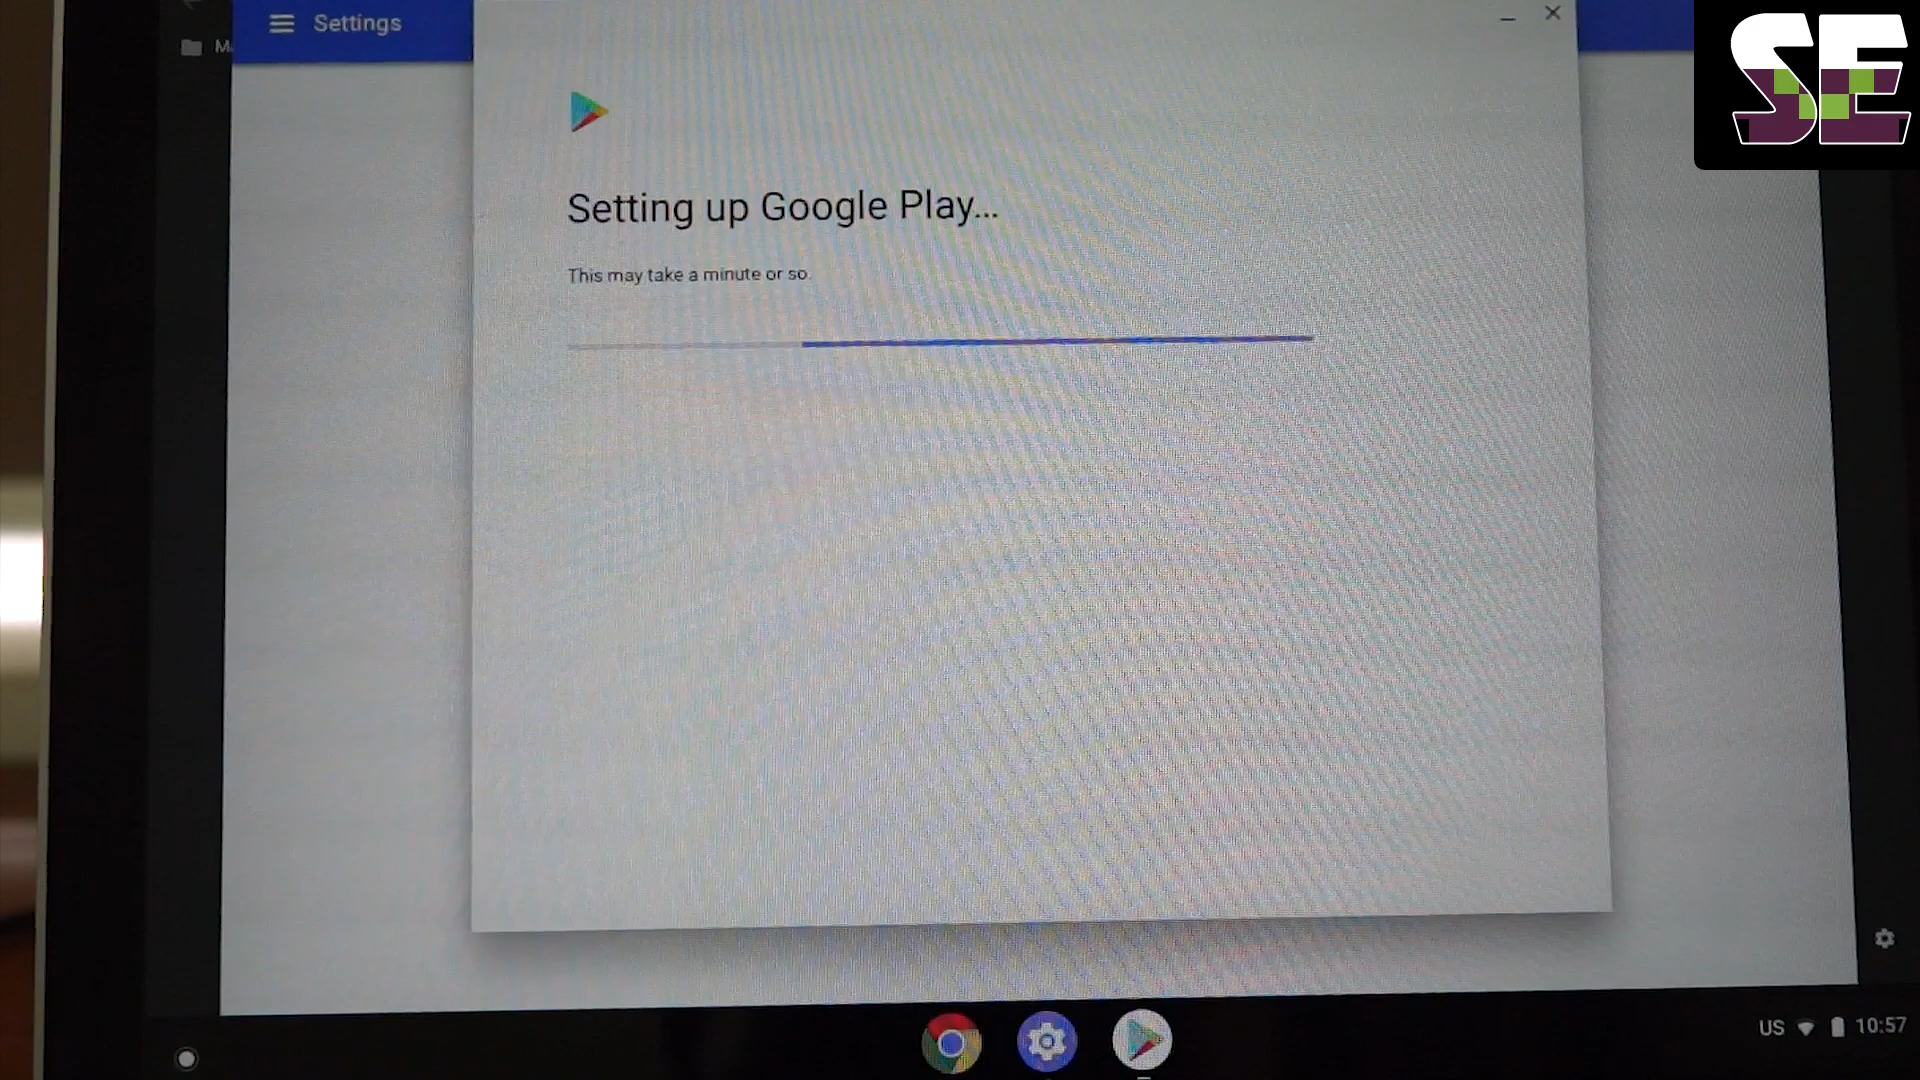 Settings
SE
Setting up Google Play...
This may take a minute or so.
US 10:57